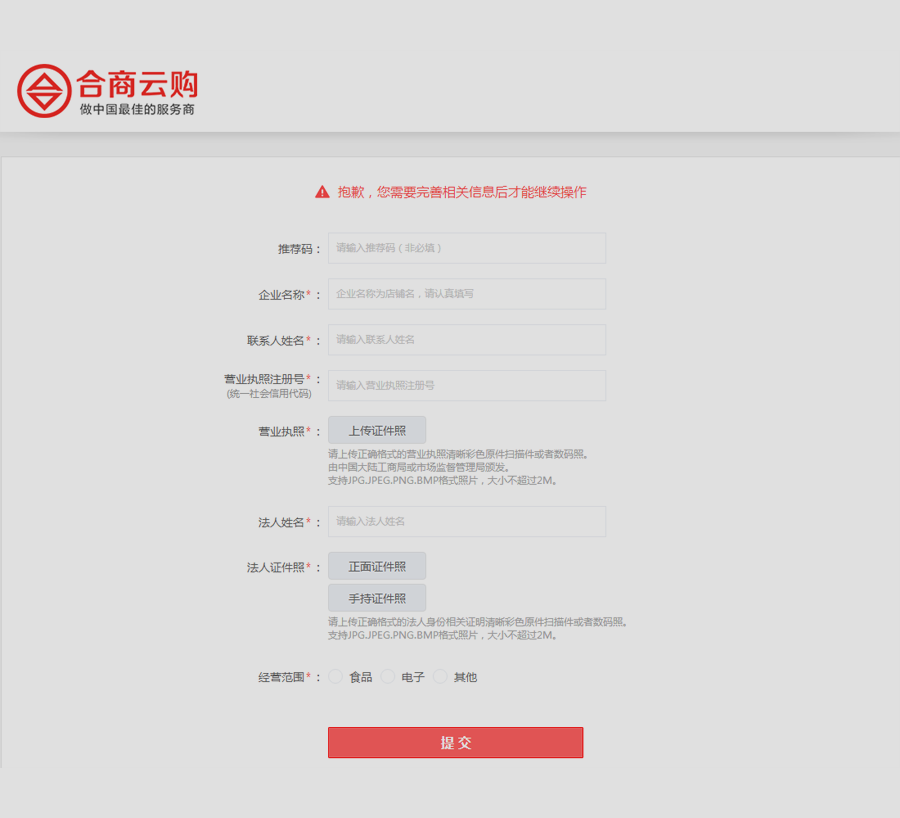 合商云购
做中国最佳的服务商
抱歉，您需要完善相关信息后才能继续操作
推荐码： 请输入推荐码（非必填）
企业名称*： 企业名称为店铺名，请认真填写
联系人姓名*： 请输入联系人姓名
营业执照注册号*： 请输入营业执照注册号
(统一社会信用代码)
营业执照*： 上传证件照
请上传正确格式的营业执照清晰彩色原件扫描件或者数码照。
由中国大陆工商局或市场监督管理局颁发。
支持JPG.JPEG.PNG.BMP格式照片，大小不超过2M。
法人姓名*： 请输入法人姓名
法人证件照*： 正面证件照
手持证件照
请上传正确格式的法人身份相关证明清晰彩色原件扫描件或者数码照。
支持JPG.JPEG.PNG.BMP格式照片，大小不超过2M。
经营范围*： 食品 电子 其他
提交